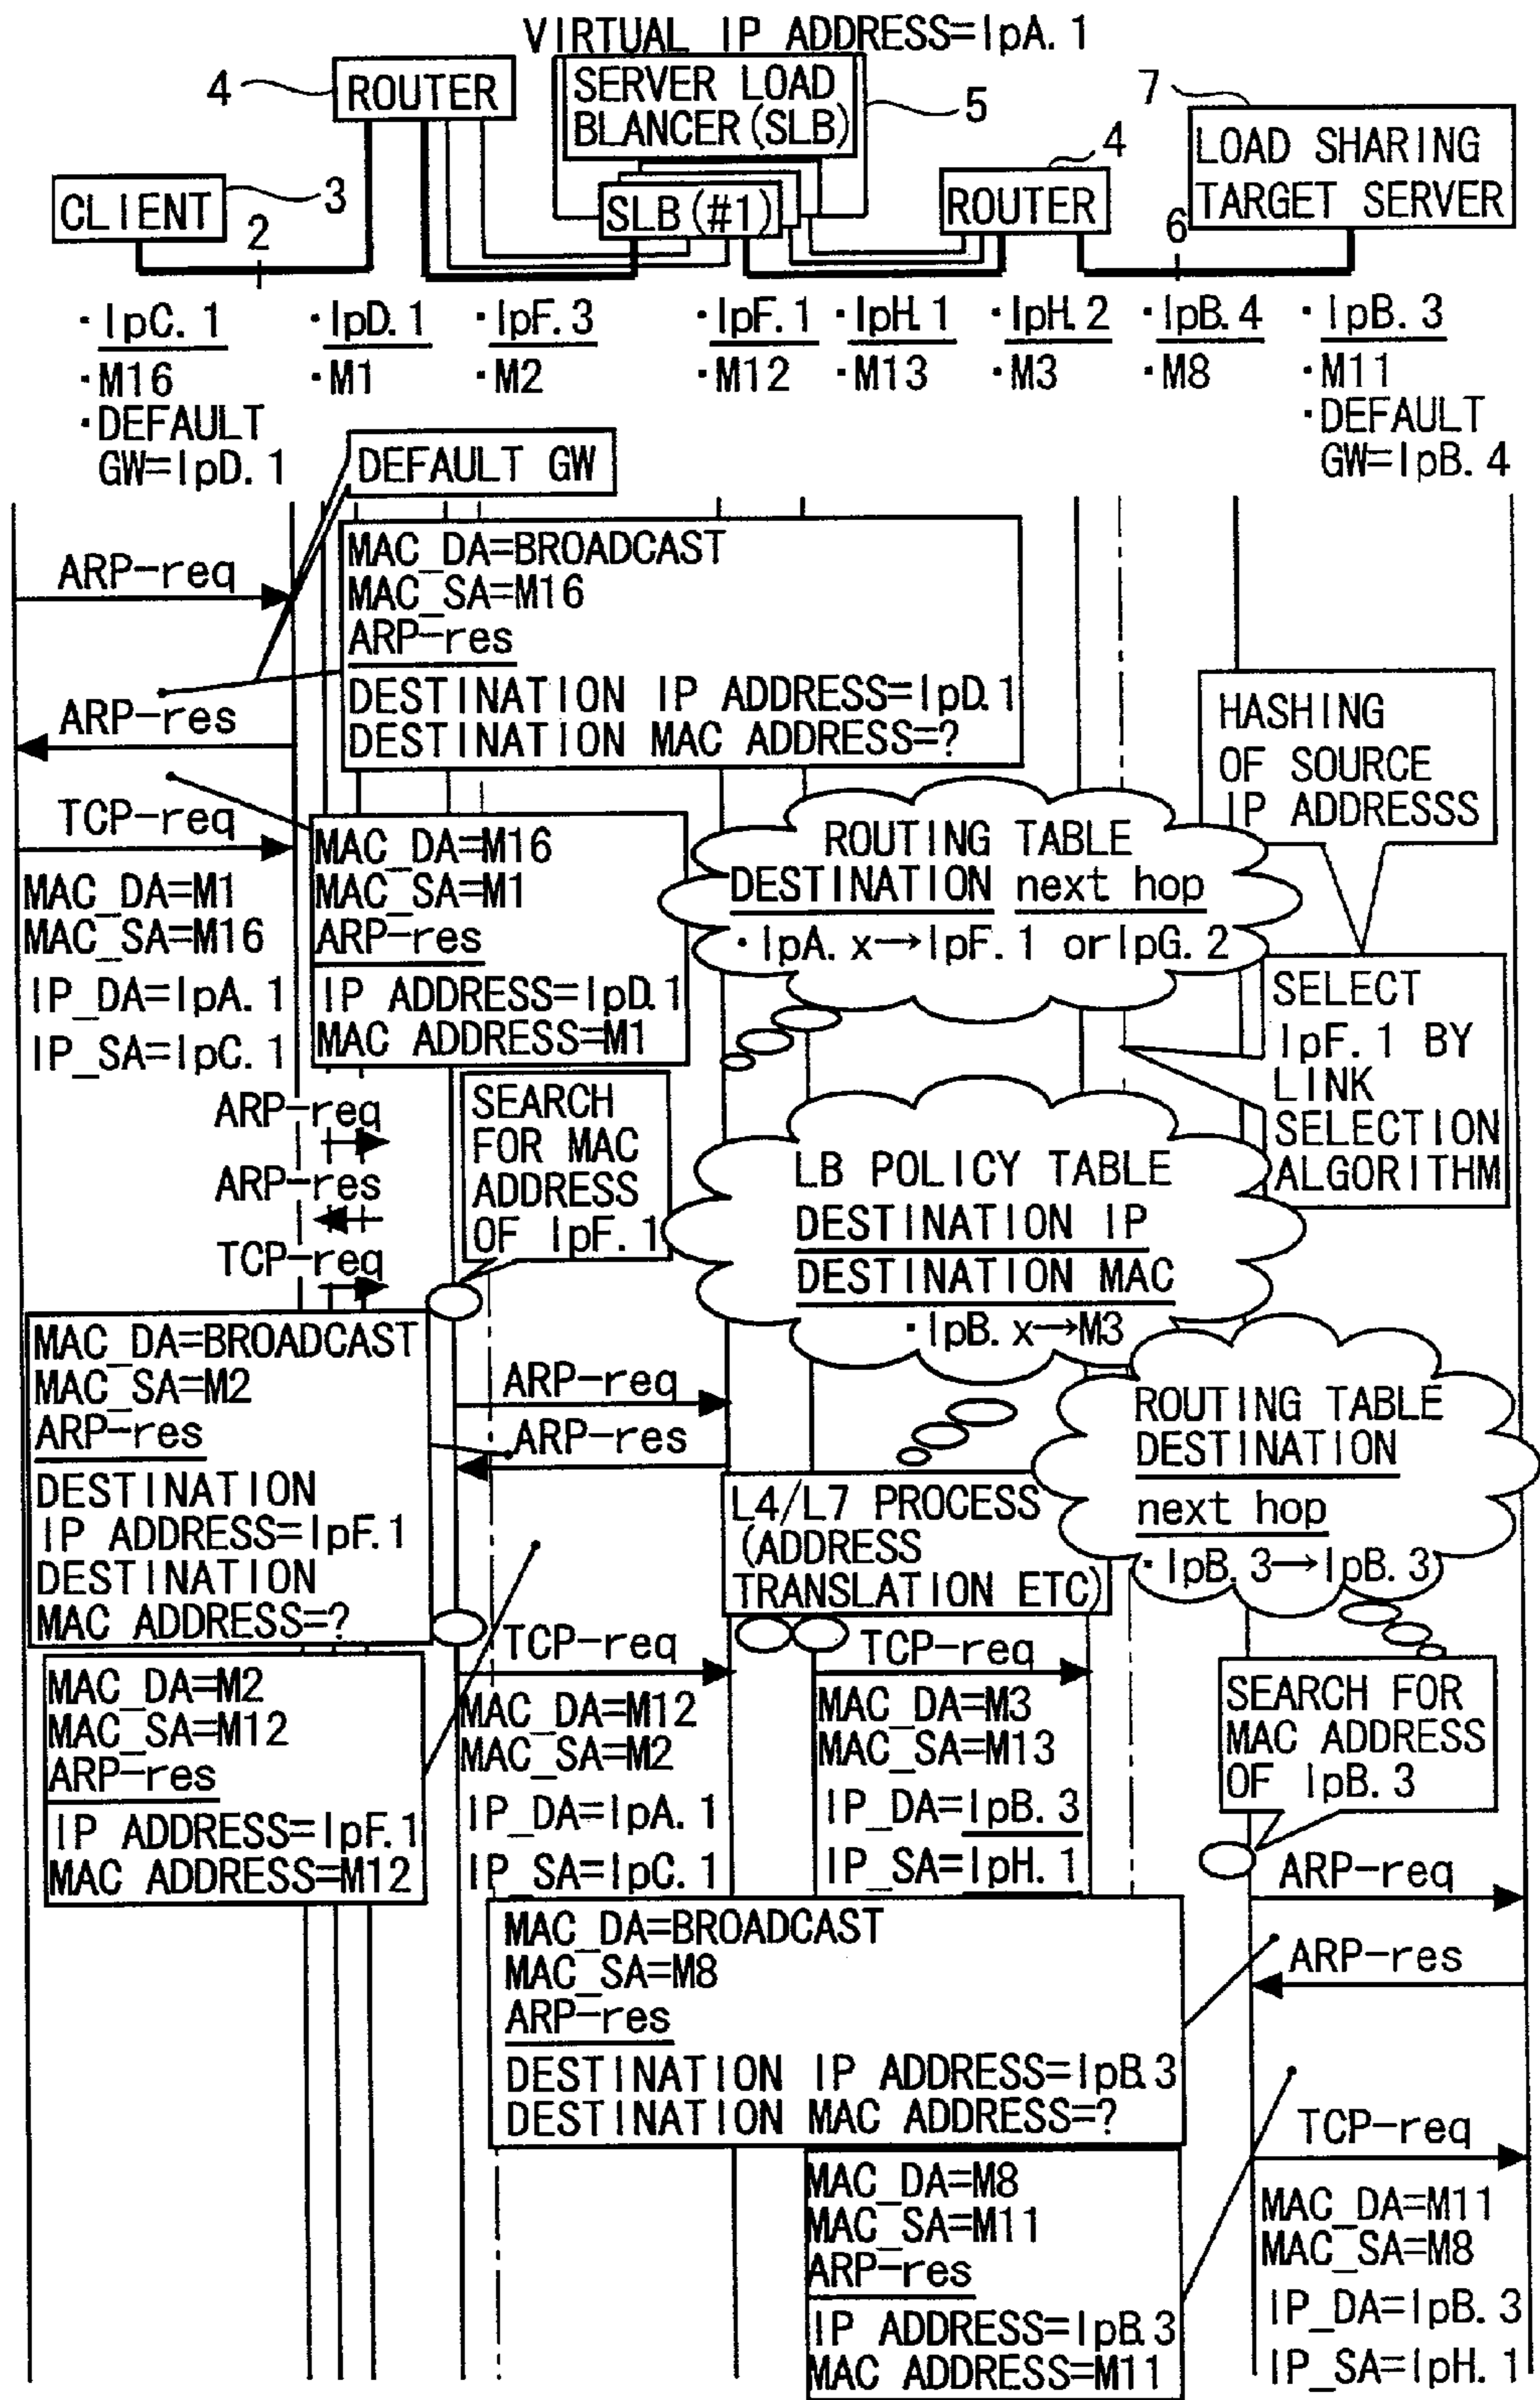 VIRTUAL IP ADDRESS=IpA.1
4
ROUTER
SERVER LOAD
BLANCER(SLB)
5
7
LOAD SHARING
TARGET SERVER
4
ROUTER
CLIENT
3
SLB(#1)
2
6
·IpC.1
·M16
·DEFAULT
GW=IpD.1
·IpD.1
·M1
·IpF.3
·M2
·IpF.1
·M12
·IpH.1
·M13
·IpH.2
·M3
·IpB.4
·M8
·IpB.3
·M11
·DEFAULT
GW=IpB.4
DEFAULT GW
ARP-req
MAC_DA=BROADCAST
MAC_SA=M16
ARP-res
DESTINATION IP ADDRESS=IpD.1
DESTINATION MAC ADDRESS=?
ARP-res
HASHING
OF SOURCE
IP ADDRESSS
TCP-req
MAC_DA=M1
MAC_SA=M16
IP_DA=IpA.1
IP_SA=IpC.1
MAC_DA=M16
MAC_SA=M1
ARP-res
IP ADDRESS=IpD.1
MAC ADDRESS=M1
ROUTING TABLE
DESTINATION next hop
·IpA.x→IpF.1 orIpG.2
SELECT
IpF.1 BY
LINK
SELECTION
ALGORITHM
ARP-req
ARP-res
TCP-req
SEARCH
FOR MAC
ADDRESS
OF IpF.1
LB POLICY TABLE
DESTINATION IP
DESTINATION MAC
·IpB.x→M3
MAC_DA=BROADCAST
MAC_SA=M2
ARP-res
DESTINATION
IP ADDRESS=IpF.1
DESTINATION
MAC ADDRESS=?
ARP-req
ARP-res
ROUTING TABLE
DESTINATION
next hop
·IpB.3→IpB.3
L4/L7 PROCESS
(ADDRESS
TRANSLATION ETC)
MAC_DA=M2
MAC_SA=M12
ARP-res
IP ADDRESS=IpF.1
MAC ADDRESS=M12
TCP-req
MAC_DA=M12
MAC_SA=M2
IP_DA=IpA.1
IP_SA=IpC.1
TCP-req
MAC_DA=M3
MAC_SA=M13
IP_DA=IpB.3
IP_SA=IpH.1
SEARCH FOR
MAC ADDRESS
OF IpB.3
ARP-req
ARP-res
MAC_DA=BROADCAST
MAC_SA=M8
ARP-res
DESTINATION IP ADDRESS=IpB.3
DESTINATION MAC ADDRESS=?
TCP-req
MAC_DA=M8
MAC_SA=M11
ARP-res
IP ADDRESS=IpB.3
MAC ADDRESS=M11
MAC_DA=M11
MAC_SA=M8
IP_DA=IpB.3
IP_SA=IpH.1